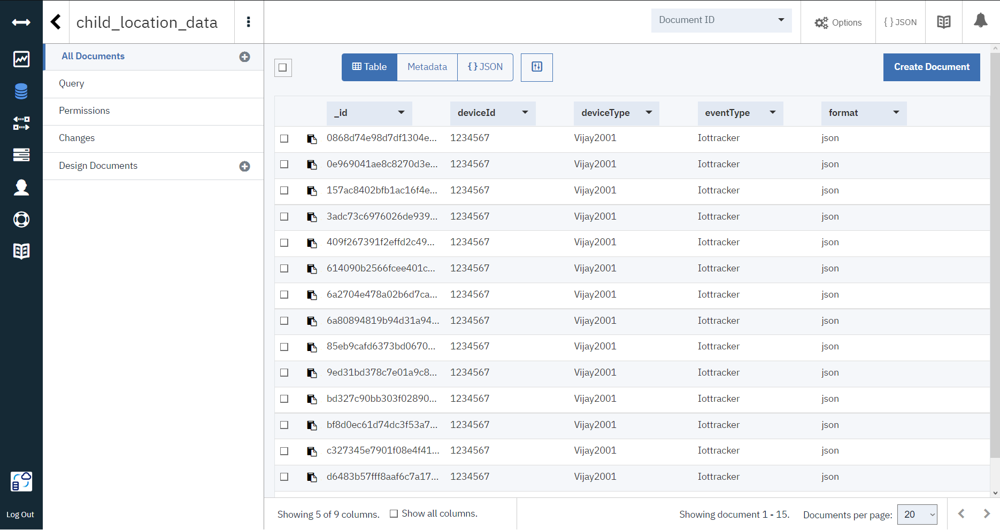 child_location_data
Document ID
Options
{ } JSON
All Documents
Query
Permissions
Changes
Design Documents
Log Out
Table Metadata { } JSON
Create Document
_id deviceId deviceType eventType format
0868d74e98d7df1304e... 1234567 Vijay2001 Iottracker json
0e969041ae8c8270d3e... 1234567 Vijay2001 Iottracker json
157ac8402bfb1ac16f4e... 1234567 Vijay2001 Iottracker json
3adc73c6976026de939... 1234567 Vijay2001 Iottracker json
409f267391f2effd2c49... 1234567 Vijay2001 Iottracker json
614090b2566fcee401c... 1234567 Vijay2001 Iottracker json
6a2704e478a02b6d7ca... 1234567 Vijay2001 Iottracker json
6a80894819b94d31a94... 1234567 Vijay2001 Iottracker json
85eb9cafd6373bd0670... 1234567 Vijay2001 Iottracker json
9ed31bd378c7e01a9c8... 1234567 Vijay2001 Iottracker json
bd327c90bb303f02890... 1234567 Vijay2001 Iottracker json
bf8d0ec61d74dc3f53a7... 1234567 Vijay2001 Iottracker json
c327345e7901f08e4f41... 1234567 Vijay2001 Iottracker json
d6483b57fff8aaf6c7a17... 1234567 Vijay2001 Iottracker json
Showing 5 of 9 columns. Show all columns. Showing document 1 - 15. Documents per page: 20